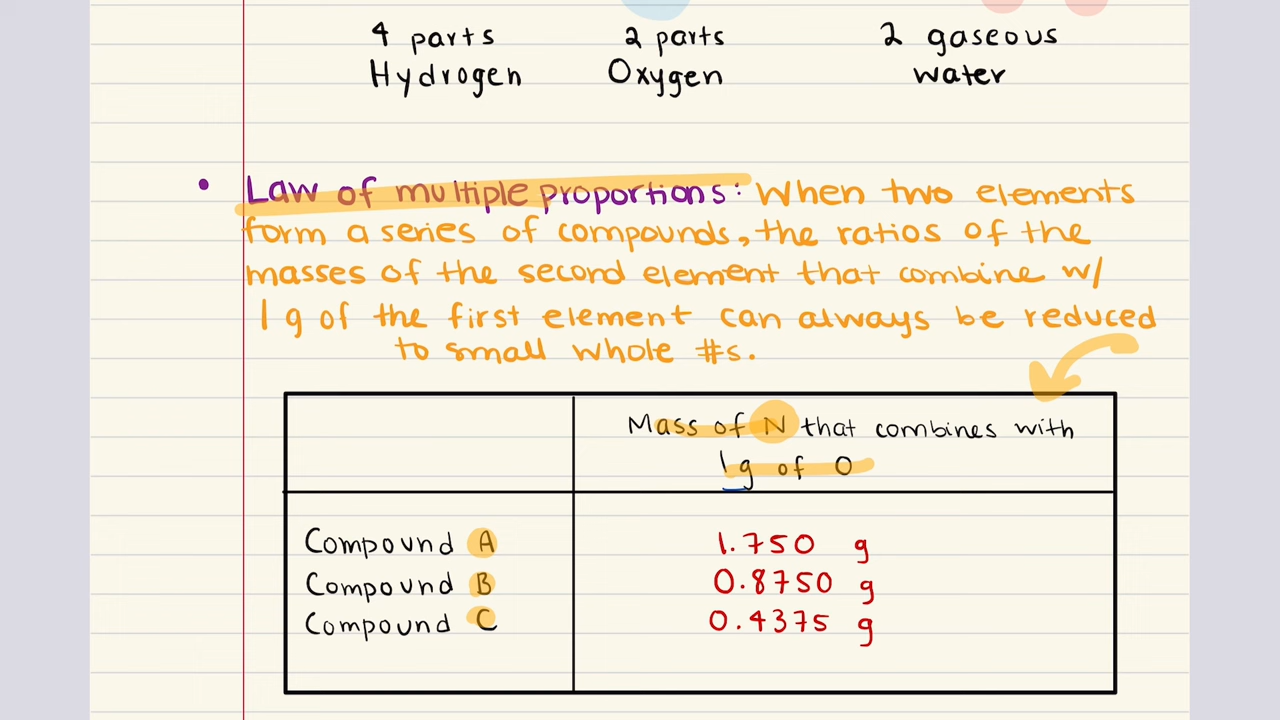 4 parts 2 parts 2 gaseous
Hydrogen Oxygen water
• Law of multiple proportions: When two elements
form a series of compounds, the ratios of the
masses of the second element that combine w/
1 g of the first element can always be reduced
to small whole #s.
Mass of N that combines with
1g of O
Compound A 1.750 g
Compound B 0.8750 g
Compound C 0.4375 g